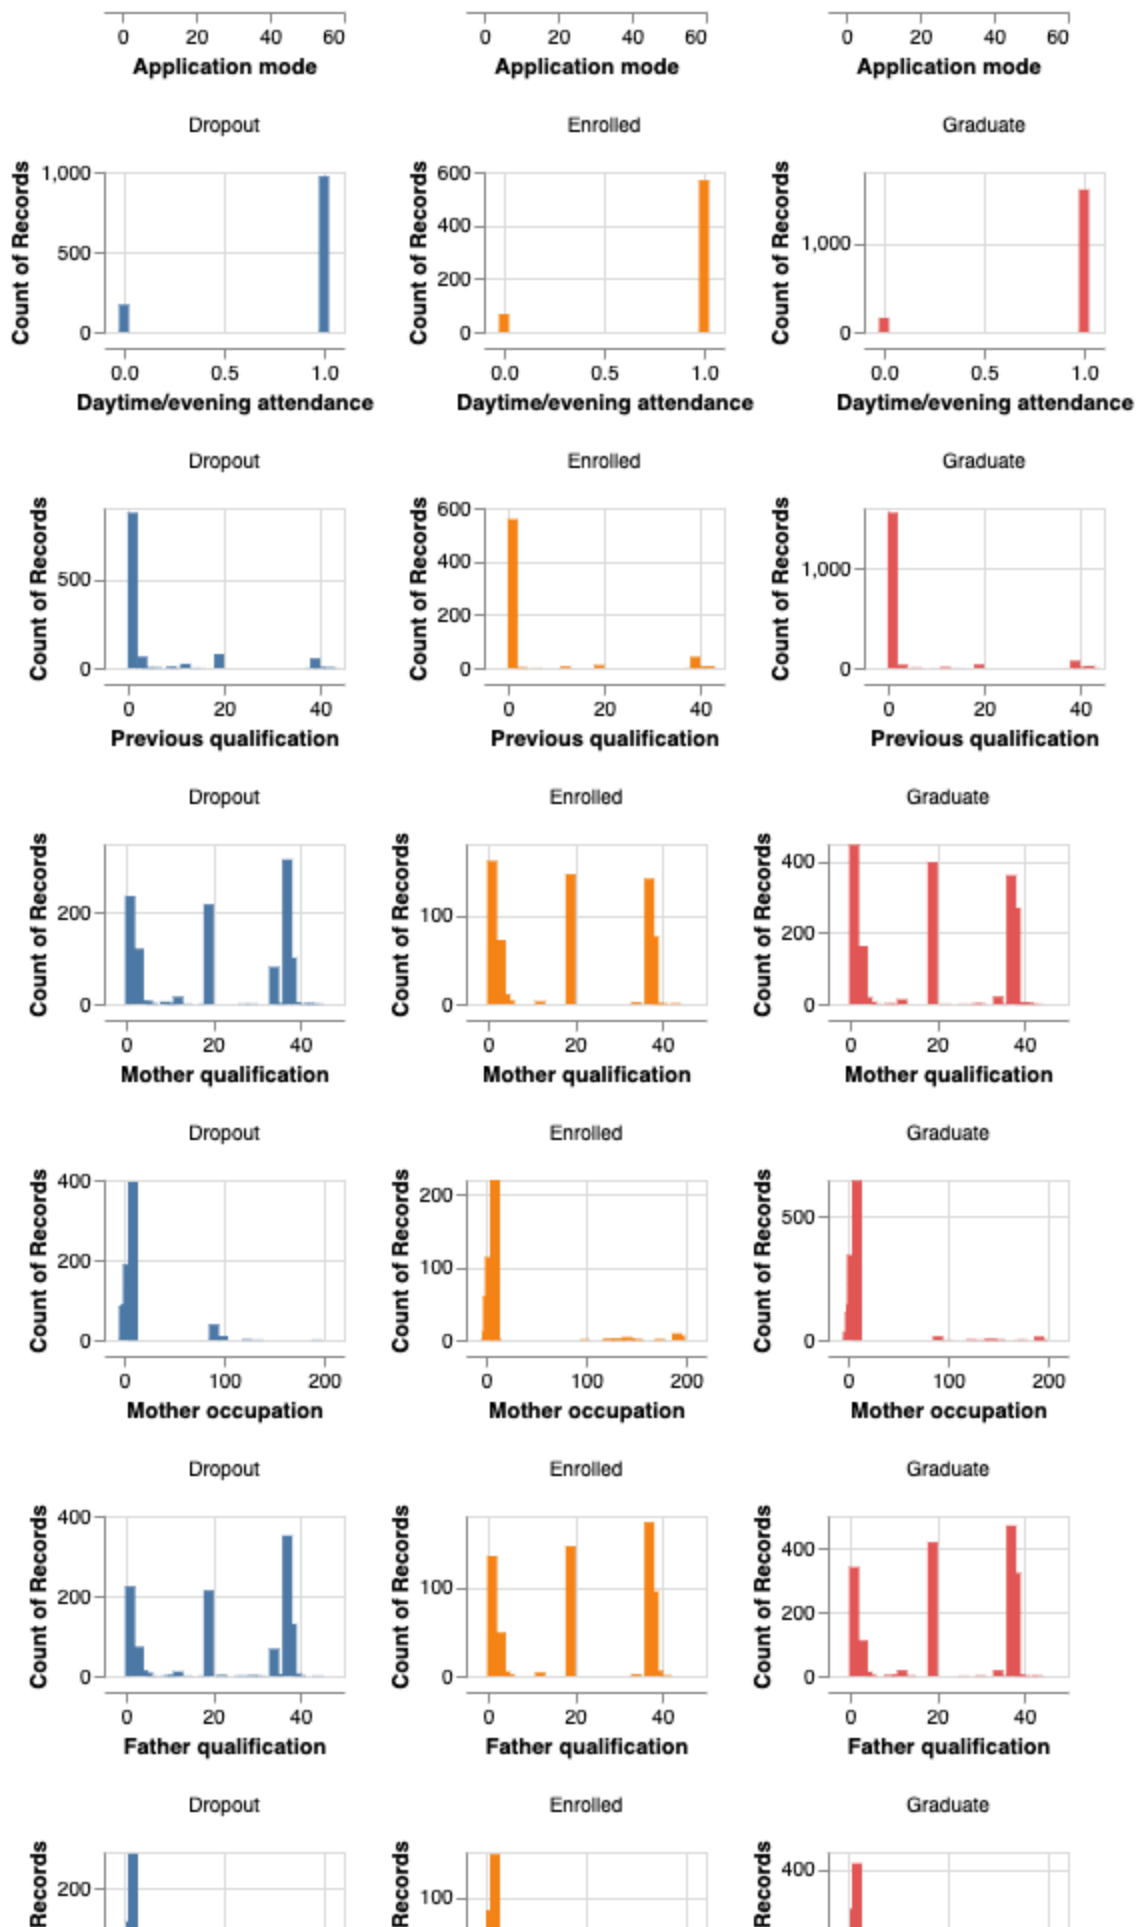 0 20 40 60 0 20 40 60 0 20 40 60
Application mode Application mode Application mode
Dropout Enrolled Graduate
Count of Records Count of Records Count of Records
1,000 600
400
1,000
500
200
0 0 0
0.0 0.5 1.0 0.0 0.5 1.0 0.0 0.5 1.0
Daytime/evening attendance Daytime/evening attendance Daytime/evening attendance
Dropout Enrolled Graduate
Count of Records Count of Records Count of Records
600
500 400 1,000
200
0 0 0
0 20 40 0 20 40 0 20 40
Previous qualification Previous qualification Previous qualification
Dropout Enrolled Graduate
Count of Records Count of Records Count of Records
400
200 100 200
0 0 0
0 20 40 0 20 40 0 20 40
Mother qualification Mother qualification Mother qualification
Dropout Enrolled Graduate
Count of Records Count of Records Count of Records
400 200 500
200 100
0 0 0
0 100 200 0 100 200 0 100 200
Mother occupation Mother occupation Mother occupation
Dropout Enrolled Graduate
Count of Records Count of Records Count of Records
400 400
200 100 200
0 0 0
0 20 40 0 20 40 0 20 40
Father qualification Father qualification Father qualification
Dropout Enrolled Graduate
Records Records Records
200 100 400